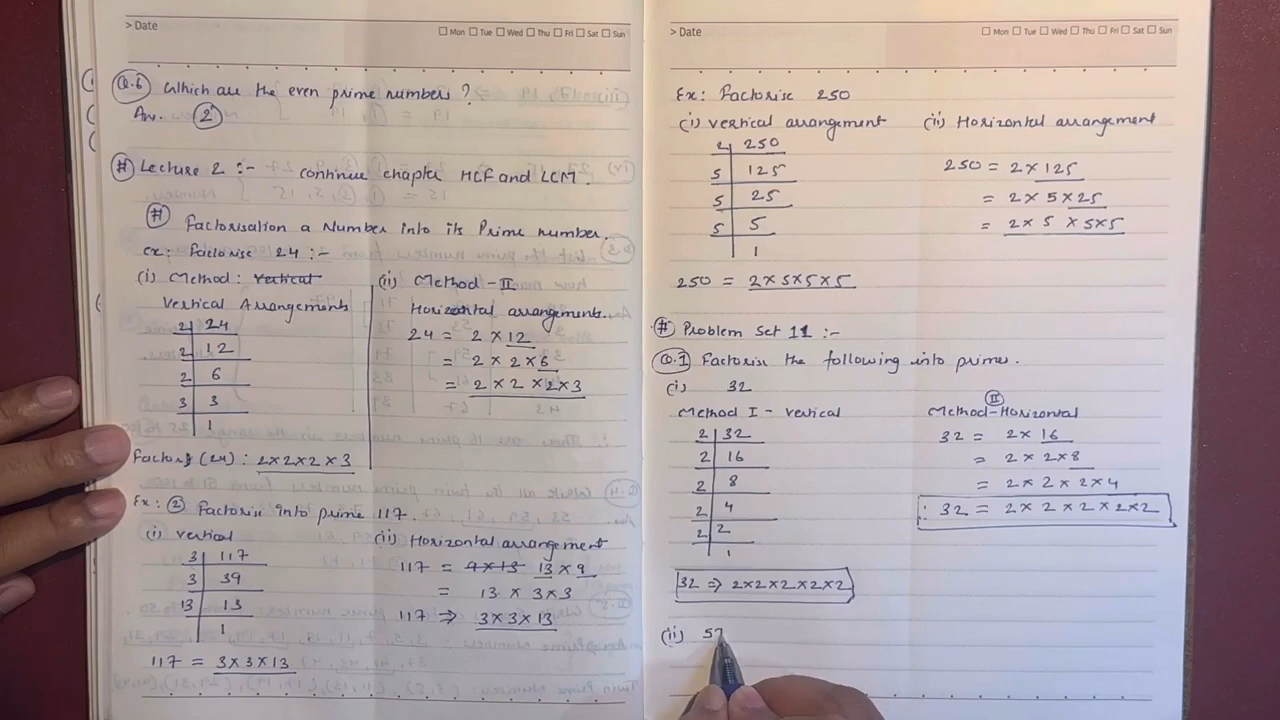 > Date
Mon Tue Wed Thu Fri Sat Sun
Q.6 Which are the even prime numbers?
Ans. 2
# Lecture 2 :- continue chapter HCF and LCM.
# Factorisation a Number into its Prime number.
ex: Factorise 24 :-
(i) Method: vertical
Vertical Arrangements
2 | 24
2 | 12
2 | 6
3 | 3
1
Factors (24): 2×2×2×3
(ii) Method-II
Horizontal arrangements.
24 = 2 × 12
= 2 × 2 × 6
= 2 × 2 × 2 × 3
Ex: 2 Factorise into prime 117.
(i) vertical
3 | 117
3 | 39
13 | 13
1
117 = 3×3×13
(ii) Horizontal arrangement
117 = 9×13 13 × 9
= 13 × 3×3
117 ⇒ 3×3×13
> Date
Mon Tue Wed Thu Fri Sat Sun
Ex: Factorise 250
(i) vertical arrangement
2 | 250
5 | 125
5 | 25
5 | 5
1
250 = 2×5×5×5
(ii) Horizontal arrangement
250 = 2×125
= 2×5×25
= 2×5×5×5
# Problem Set 11 :-
Q.1 Factorise the following into primes.
(i) 32
Method I - vertical
2 | 32
2 | 16
2 | 8
2 | 4
2 | 2
1
32 ⇒ 2×2×2×2×2
II
Method-Horizontal
32 = 2×16
= 2×2×8
= 2×2×2×4
: 32 = 2×2×2×2×2
(ii) 57